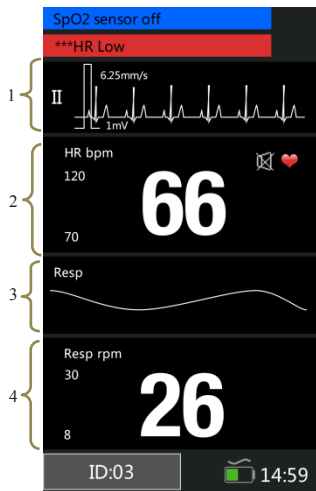 SpO2 sensor off
***HR Low
1
II
6.25mm/s
1mV
2
HR bpm
120
66
70
3
Resp
4
Resp rpm
30
26
8
ID:03
14:59